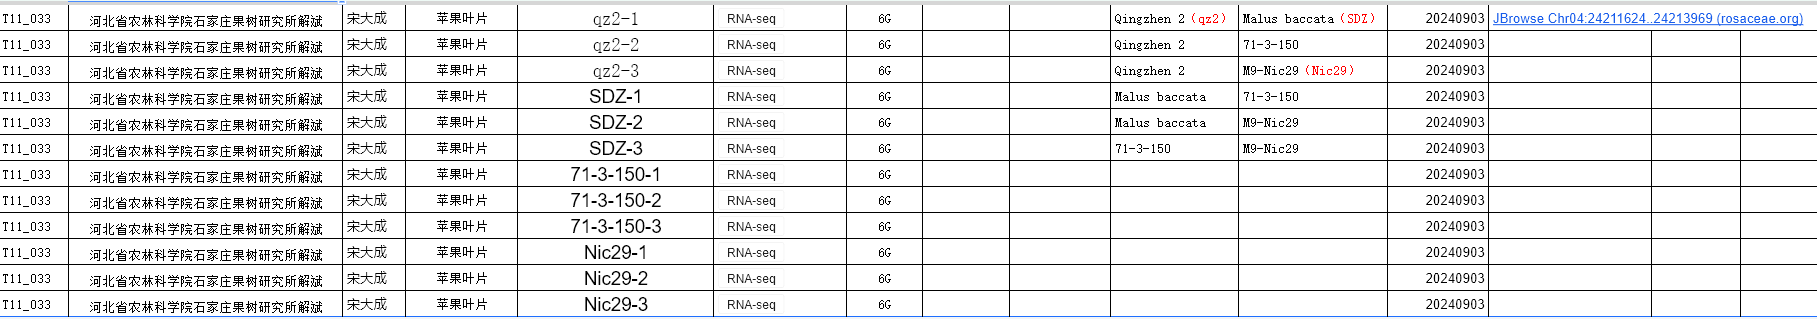 T11_033 河北省农林科学院石家庄果树研究所解斌 宋大成 苹果叶片 qz2-1 RNA-seq 6G Qingzhen 2（qz2） Malus baccata（SDZ） 20240903 JBrowse Chr04:24211624..24213969 (rosaceae.org)
T11_033 河北省农林科学院石家庄果树研究所解斌 宋大成 苹果叶片 qz2-2 RNA-seq 6G Qingzhen 2 71-3-150 20240903
T11_033 河北省农林科学院石家庄果树研究所解斌 宋大成 苹果叶片 qz2-3 RNA-seq 6G Qingzhen 2 M9-Nic29（Nic29） 20240903
T11_033 河北省农林科学院石家庄果树研究所解斌 宋大成 苹果叶片 SDZ-1 RNA-seq 6G Malus baccata 71-3-150 20240903
T11_033 河北省农林科学院石家庄果树研究所解斌 宋大成 苹果叶片 SDZ-2 RNA-seq 6G Malus baccata M9-Nic29 20240903
T11_033 河北省农林科学院石家庄果树研究所解斌 宋大成 苹果叶片 SDZ-3 RNA-seq 6G 71-3-150 M9-Nic29 20240903
T11_033 河北省农林科学院石家庄果树研究所解斌 宋大成 苹果叶片 71-3-150-1 RNA-seq 6G 20240903
T11_033 河北省农林科学院石家庄果树研究所解斌 宋大成 苹果叶片 71-3-150-2 RNA-seq 6G 20240903
T11_033 河北省农林科学院石家庄果树研究所解斌 宋大成 苹果叶片 71-3-150-3 RNA-seq 6G 20240903
T11_033 河北省农林科学院石家庄果树研究所解斌 宋大成 苹果叶片 Nic29-1 RNA-seq 6G 20240903
T11_033 河北省农林科学院石家庄果树研究所解斌 宋大成 苹果叶片 Nic29-2 RNA-seq 6G 20240903
T11_033 河北省农林科学院石家庄果树研究所解斌 宋大成 苹果叶片 Nic29-3 RNA-seq 6G 20240903